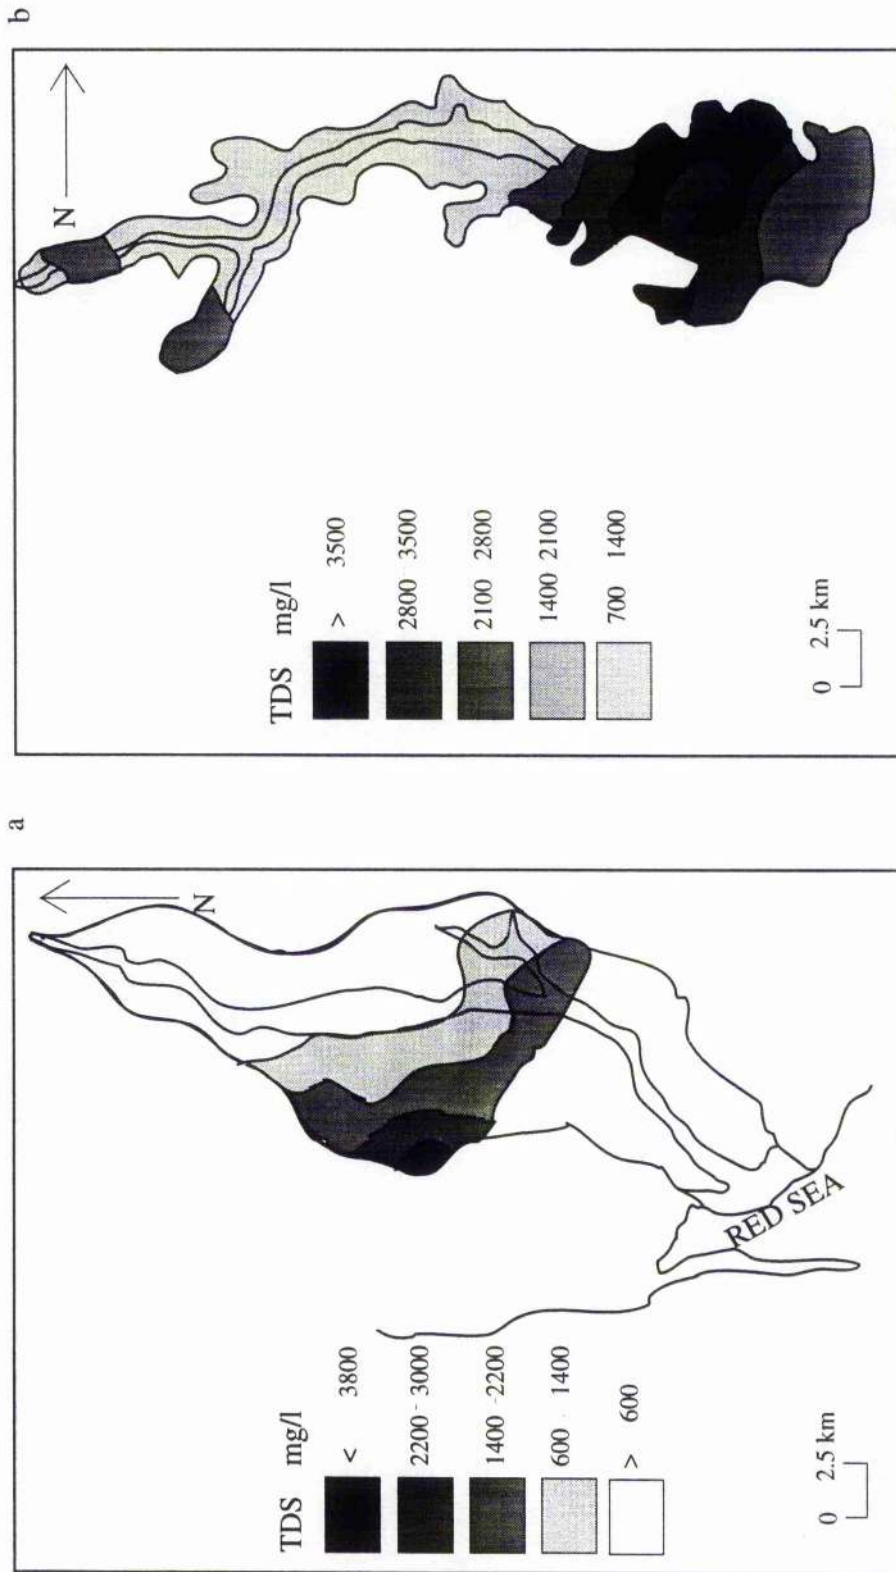 a
N
RED SEA
TDS mg/l
< 3800
2200 - 3000
1400 -2200
600 . 1400
> 600
0 2.5 km
b
N
TDS mg/l
> 3500
2800 - 3500
2100 2800
1400 2100
700 1400
0 2.5 km